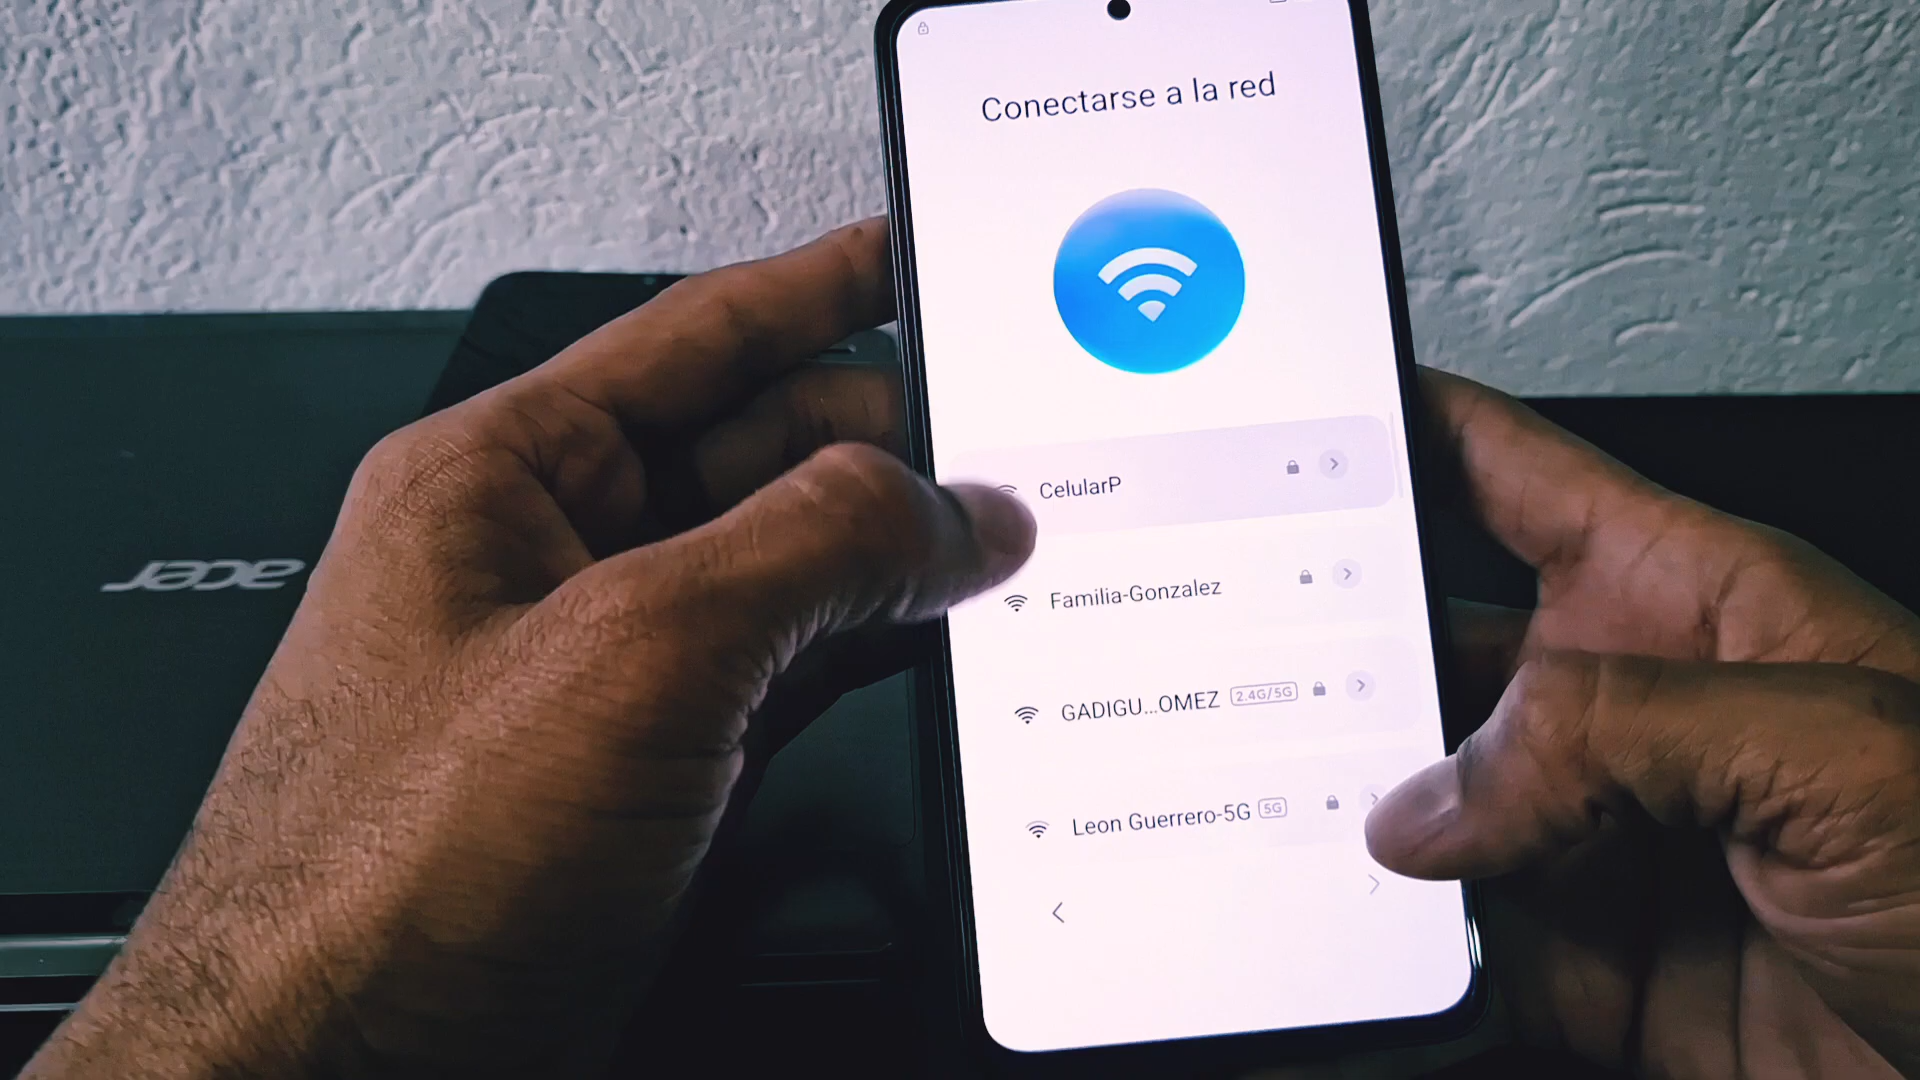 Conectarse a la red
CelularP
Familia-Gonzalez
GADIGU...OMEZ 2.4G/5G
Leon Guerrero-5G 5G
acer